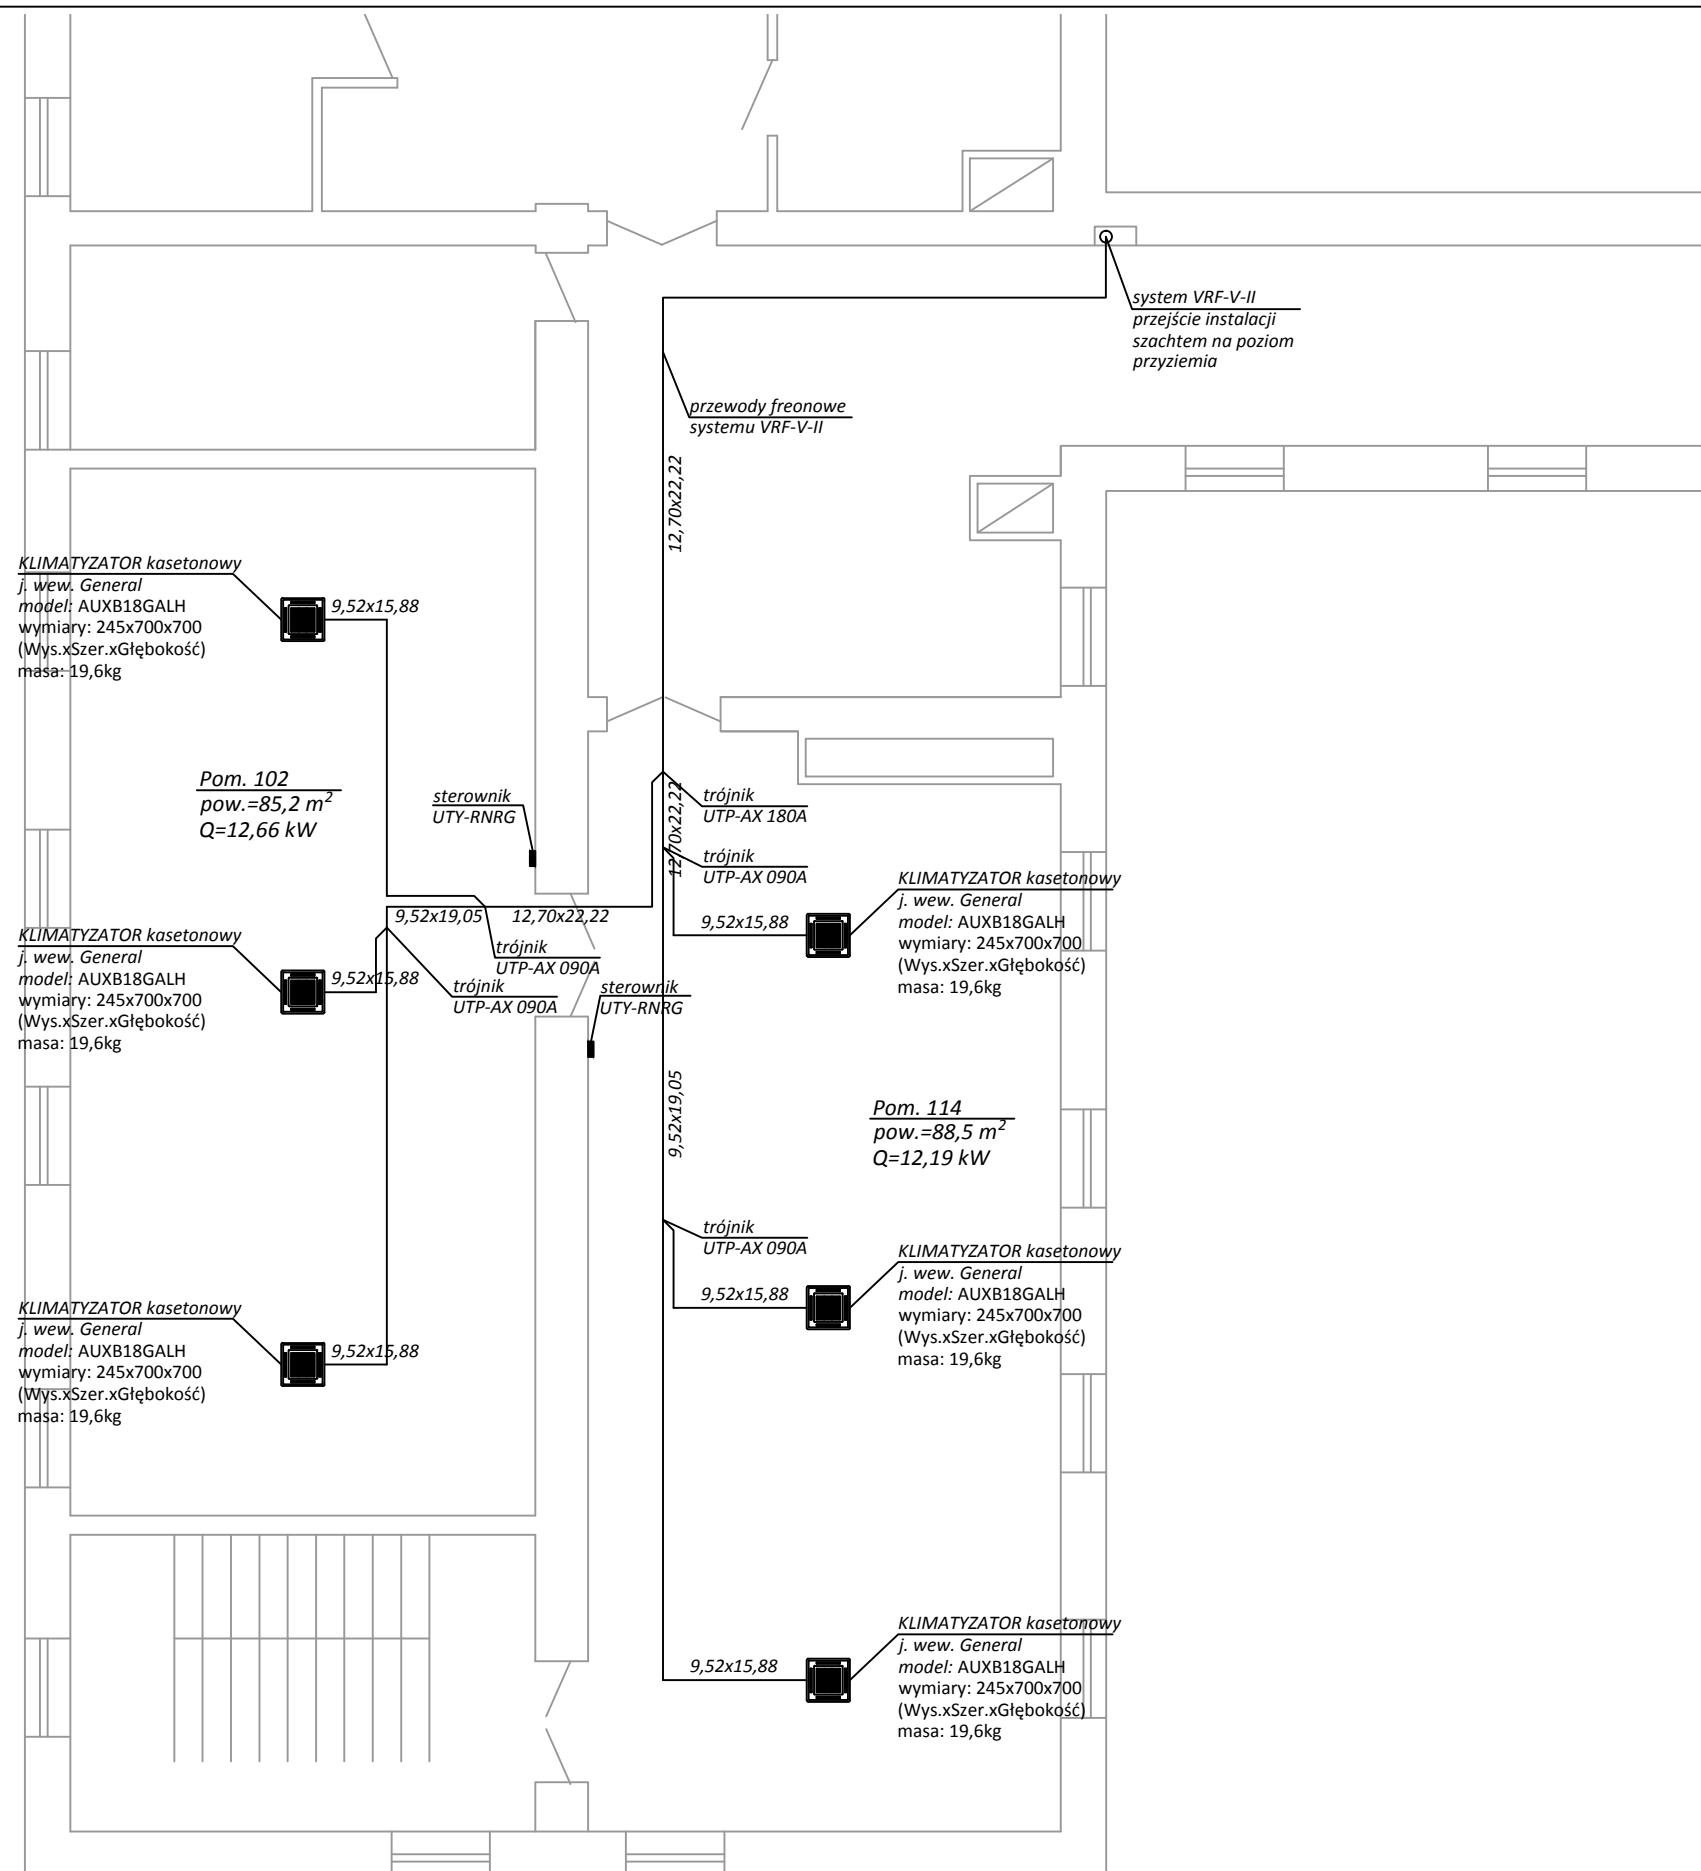 system VRF-V-II
przejście instalacji
szachtem na poziom
przyziemia
przewody freonowe
systemu VRF-V-II
12,70x22,22
KLIMATYZATOR kasetonowy
j. wew. General
model: AUXB18GALH
wymiary: 245x700x700
(Wys.xSzer.xGłębokość)
masa: 19,6kg
9,52x15,88
Pom. 102
pow.=85,2 m²
Q=12,66 kW
sterownik
UTY-RNRG
12,70x22,22
trójnik
UTP-AX 180A
trójnik
UTP-AX 090A
KLIMATYZATOR kasetonowy
j. wew. General
model: AUXB18GALH
wymiary: 245x700x700
(Wys.xSzer.xGłębokość)
masa: 19,6kg
9,52x15,88
9,52x19,05
12,70x22,22
trójnik
UTP-AX 090A
trójnik
UTP-AX 090A
sterownik
UTY-RNRG
KLIMATYZATOR kasetonowy
j. wew. General
model: AUXB18GALH
wymiary: 245x700x700
(Wys.xSzer.xGłębokość)
masa: 19,6kg
9,52x15,88
9,52x19,05
Pom. 114
pow.=88,5 m²
Q=12,19 kW
trójnik
UTP-AX 090A
9,52x15,88
KLIMATYZATOR kasetonowy
j. wew. General
model: AUXB18GALH
wymiary: 245x700x700
(Wys.xSzer.xGłębokość)
masa: 19,6kg
KLIMATYZATOR kasetonowy
j. wew. General
model: AUXB18GALH
wymiary: 245x700x700
(Wys.xSzer.xGłębokość)
masa: 19,6kg
9,52x15,88
9,52x15,88
KLIMATYZATOR kasetonowy
j. wew. General
model: AUXB18GALH
wymiary: 245x700x700
(Wys.xSzer.xGłębokość)
masa: 19,6kg